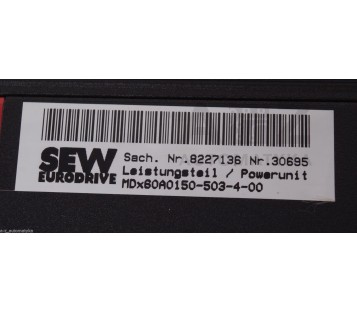 SEW
EURODRIVE
Sach. Nr.8227136 Nr.30695
Leistungsteil / Powerunit
MDx60A0150-503-4-00